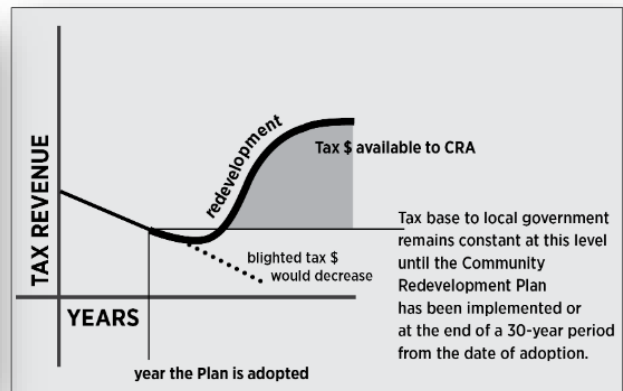 TAX REVENUE
redevelopment
Tax $ available to CRA
Tax base to local government
remains constant at this level
until the Community
Redevelopment Plan
has been implemented or
at the end of a 30-year period
from the date of adoption.
blighted tax $
would decrease
YEARS
year the Plan is adopted